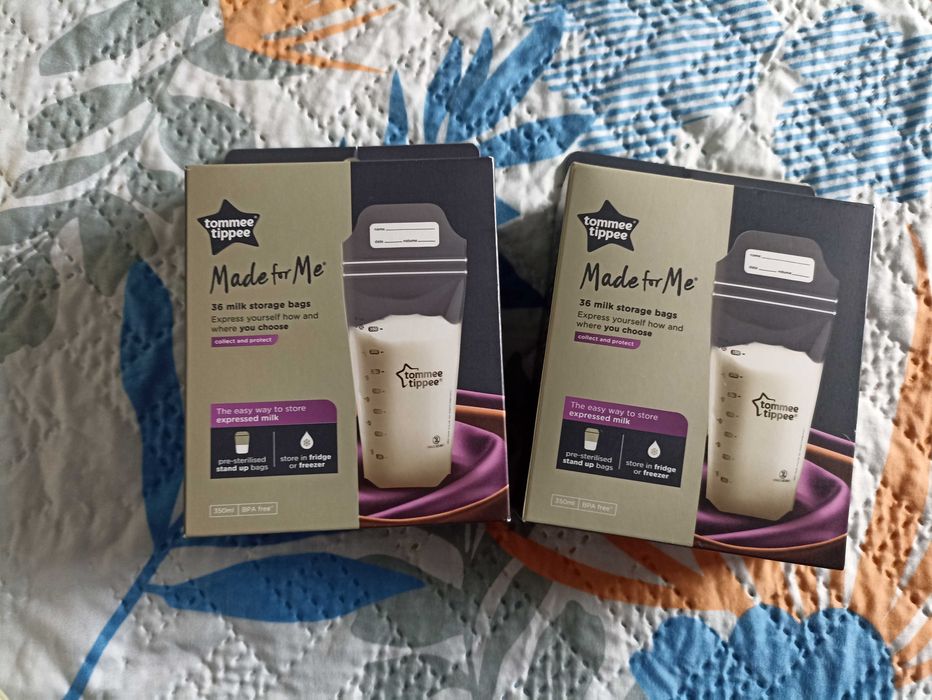 tommee
tippee®
Made for Me®
36 milk storage bags
Express yourself how and
where you choose
collect and protect
The easy way to store
expressed milk
pre-sterilised
stand up bags
store in fridge
or freezer
350ml
BPA free
name
date volume
tommee
tippee®
tommee
tippee®
Made for Me®
36 milk storage bags
Express yourself how and
where you choose
collect and protect
The easy way to store
expressed milk
pre-sterilised
stand up bags
store in fridge
or freezer
350ml
BPA free
name
date volume
tommee
tippee®